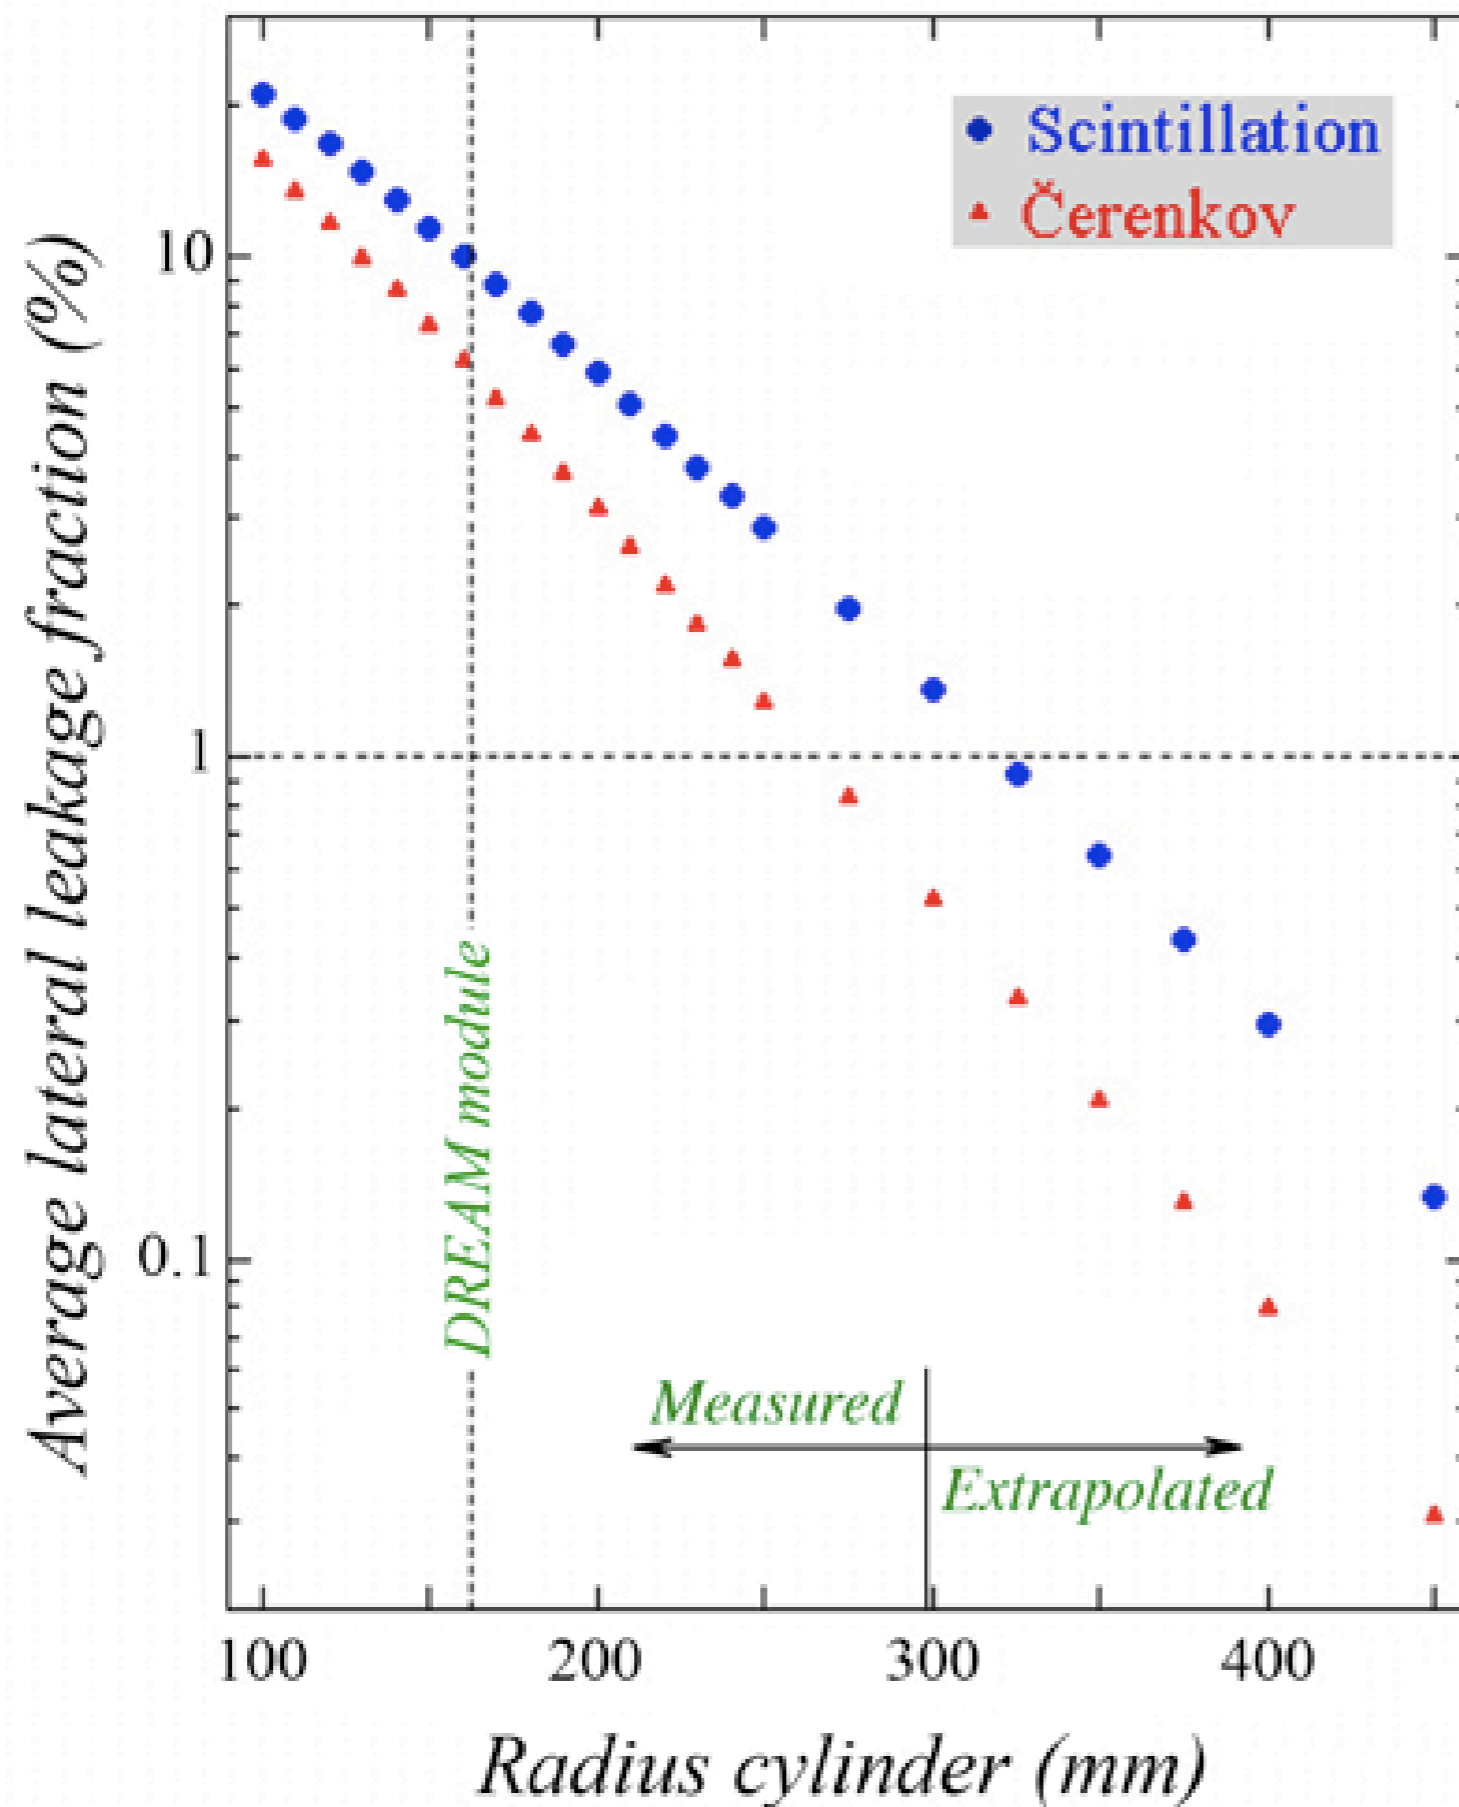 Scintillation
Čerenkov
Average lateral leakage fraction (%)
10
1
0.1
DREAM module
Measured
Extrapolated
100 200 300 400
Radius cylinder (mm)